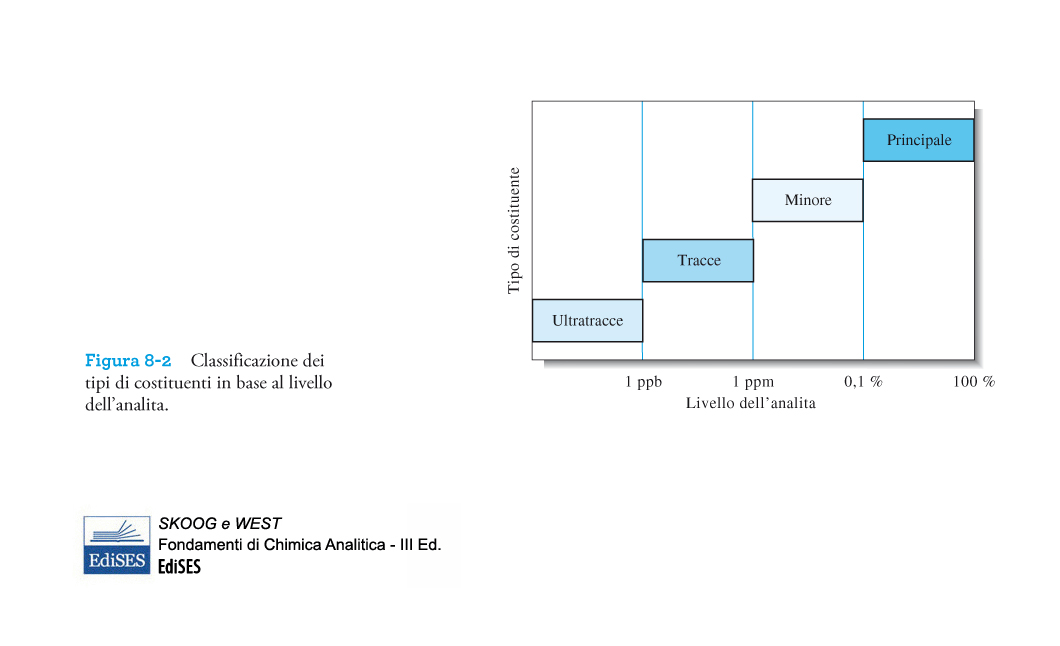 Principale
Minore
Tracce
Ultratracce
Tipo di costituente
1 ppb 1 ppm 0,1 % 100 %
Livello dell'analita
Figura 8-2 Classificazione dei
tipi di costituenti in base al livello
dell'analita.
EdiSES
SKOOG e WEST
Fondamenti di Chimica Analitica - III Ed.
EdiSES